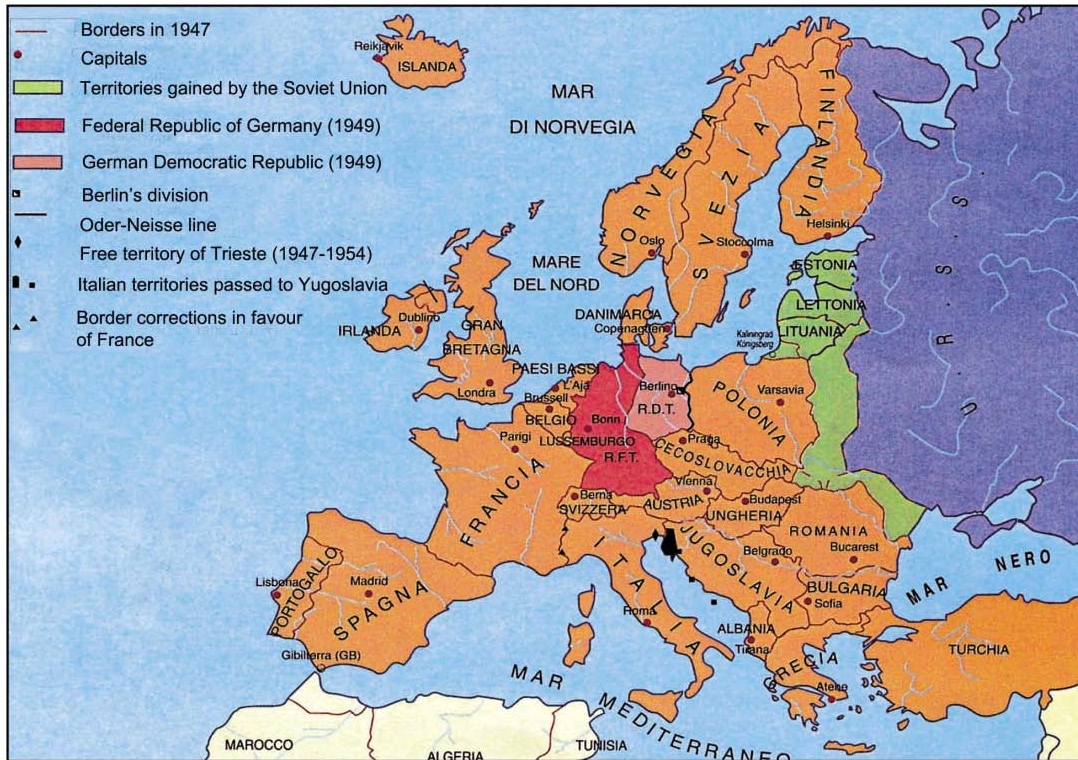 Borders in 1947
Capitals
Territories gained by the Soviet Union
Federal Republic of Germany (1949)
German Democratic Republic (1949)
Berlin's division
Oder-Neisse line
Free territory of Trieste (1947-1954)
Italian territories passed to Yugoslavia
Border corrections in favour
of France
Reikjavik
ISLANDA
MAR
DI NORVEGIA
NORVEGIA
SVEZIA
FINLANDIA
Helsinki
Oslo
Stoccolma
U.R.S.S.
ESTONIA
LETTONIA
LITUANIA
Kaliningrad
Königsberg
MARE
DEL NORD
DANIMARCA
Copenaghen
Dublino
IRLANDA
GRAN
BRETAGNA
Londra
PAESI BASSI
L'Aja
Brussell
BELGIO
Bonn
LUSSEMBURGO
R.F.T.
Berlino
R.D.T.
Varsavia
POLONIA
Praga
CECOSLOVACCHIA
Parigi
FRANCIA
Berna
SVIZZERA
Vienna
AUSTRIA
Budapest
UNGHERIA
ROMANIA
Bucarest
JUGOSLAVIA
Belgrado
BULGARIA
Sofia
MAR NERO
ITALIA
Roma
ALBANIA
Tirana
GRECIA
Atene
TURCHIA
Lisbona
PORTOGALLO
Madrid
SPAGNA
Gibilterra (GB)
MAR MEDITERRANEO
MAROCCO
ALGERIA
TUNISIA